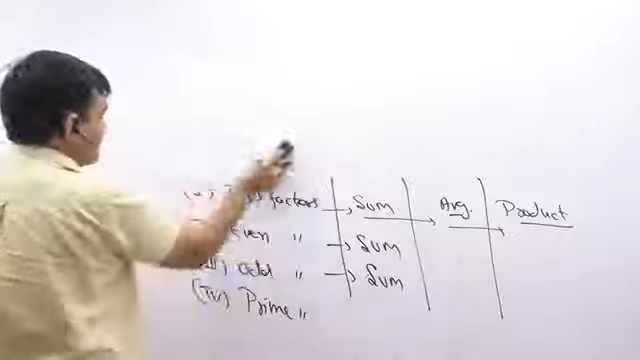 factors → Sum → Avg. → Product
Even " → Sum
odd " → Sum
(IV) Prime "